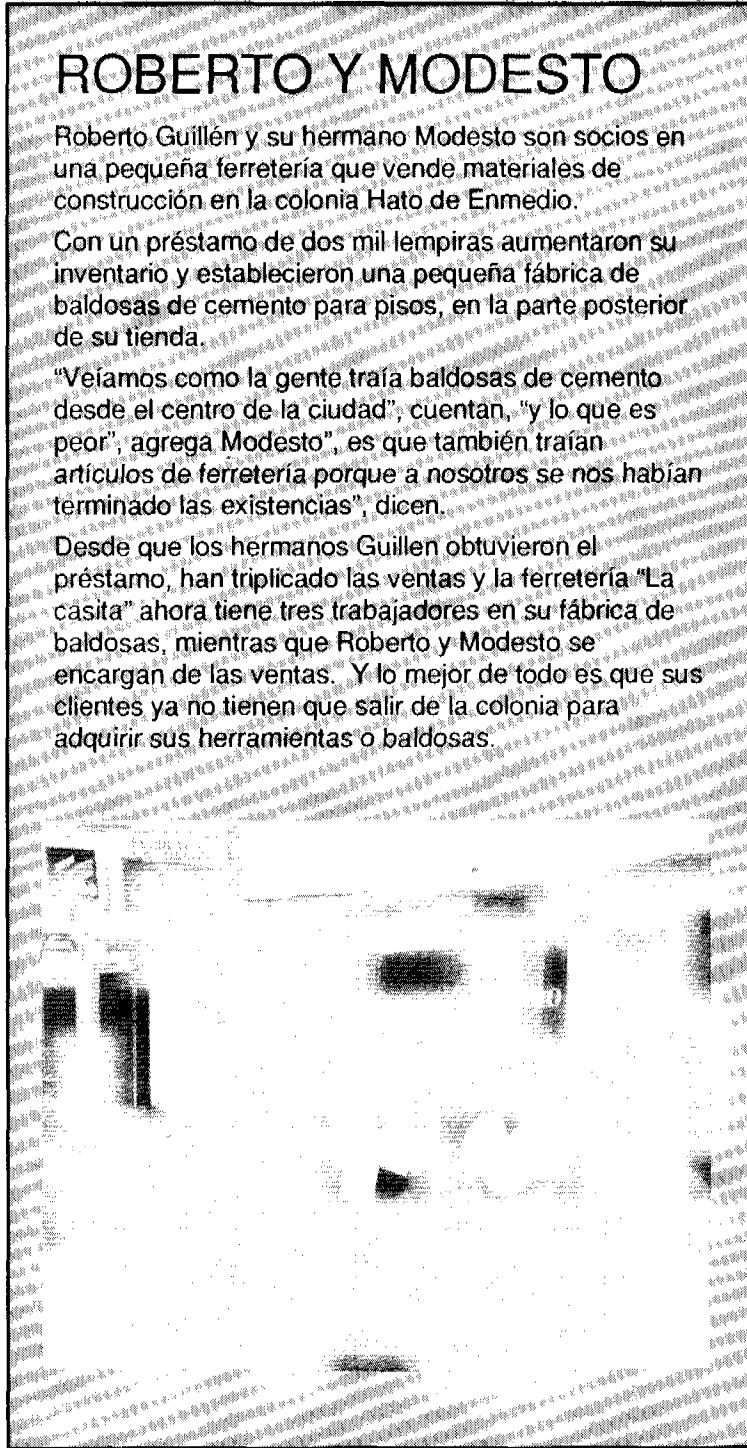 ROBERTO Y MODESTO
Roberto Guillén y su hermano Modesto son socios en
una pequeña ferretería que vende materiales de
construcción en la colonia Hato de Enmedio.
Con un préstamo de dos mil lempiras aumentaron su
inventario y establecieron una pequeña fábrica de
baldosas de cemento para pisos, en la parte posterior
de su tienda.
“Veíamos como la gente traía baldosas de cemento
desde el centro de la ciudad”, cuentan, “y lo que es
peor”, agrega Modesto”, es que también traían
artículos de ferretería porque a nosotros se nos habían
terminado las existencias”, dicen.
Desde que los hermanos Guillen obtuvieron el
préstamo, han triplicado las ventas y la ferretería “La
casita” ahora tiene tres trabajadores en su fábrica de
baldosas, mientras que Roberto y Modesto se
encargan de las ventas. Y lo mejor de todo es que sus
clientes ya no tienen que salir de la colonia para
adquirir sus herramientas o baldosas.